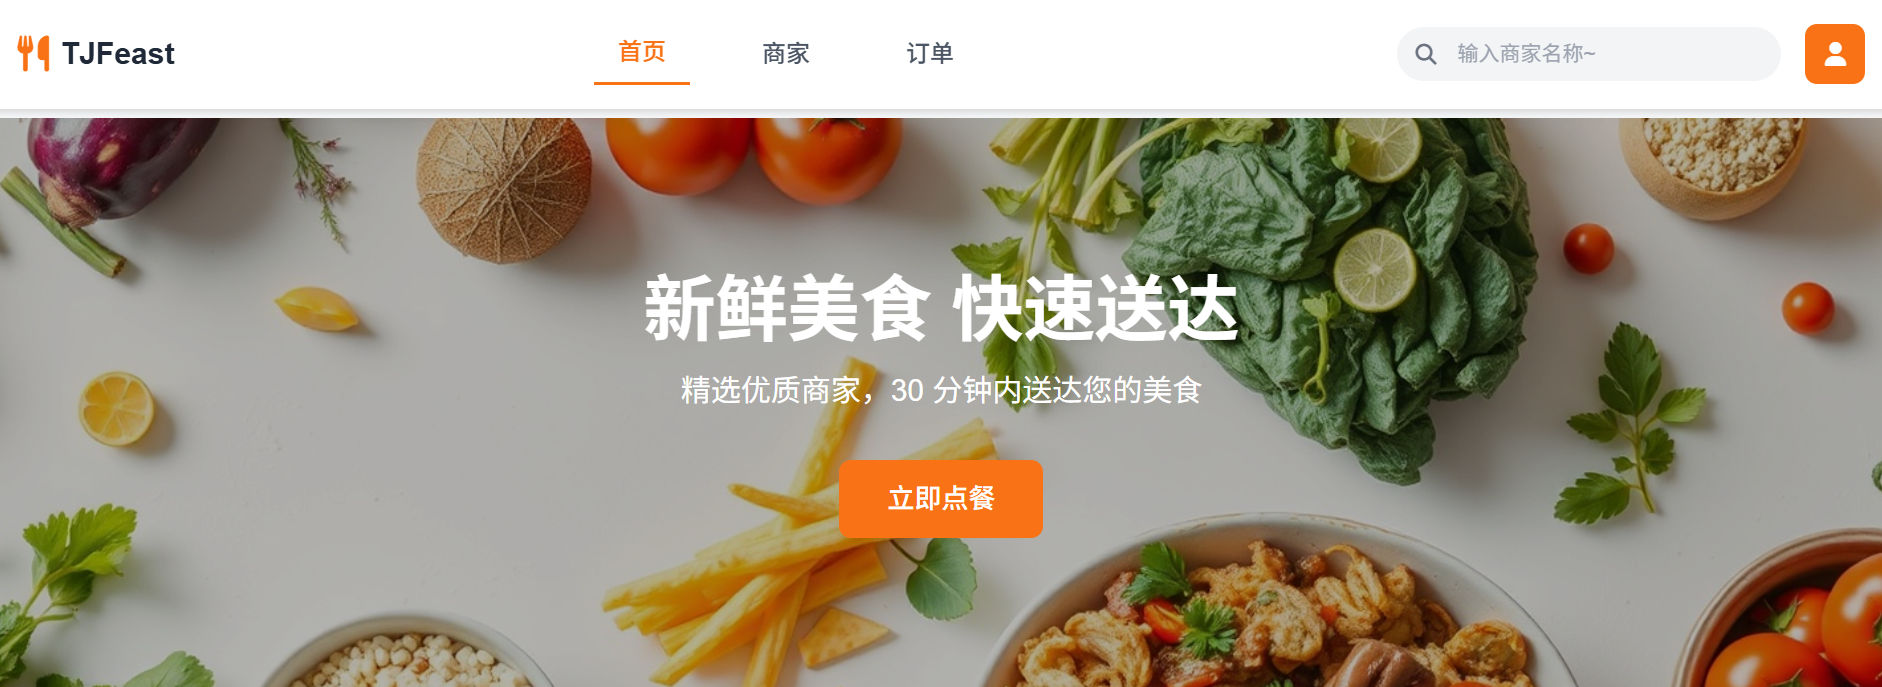 TJFeast
首页
商家
订单
输入商家名称~
新鲜美食 快速送达
精选优质商家，30 分钟内送达您的美食
立即点餐